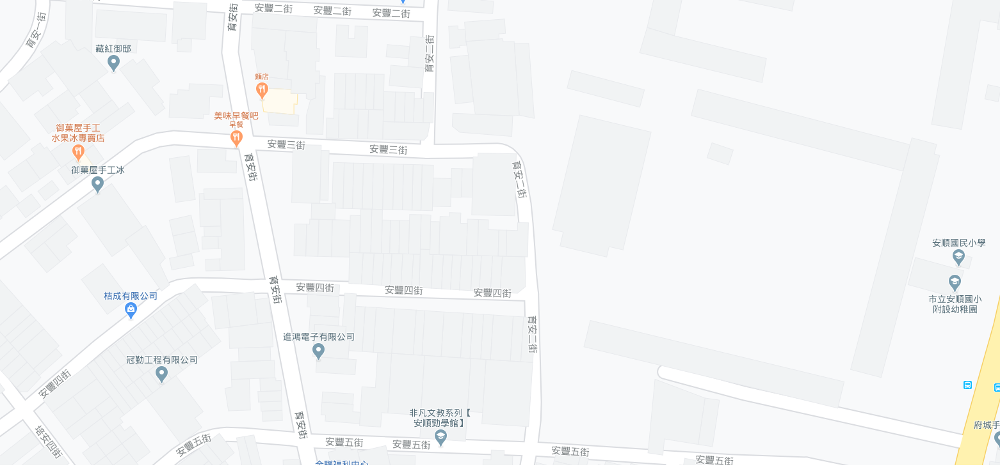 安豐二街
安豐二街
安豐二街
育安街
育安一街
育安二街
藏紅御邸
麵店
美味早餐吧
早餐
御菓屋手工
水果冰專賣店
御菓屋手工冰
安豐三街
安豐三街
育安街
育安二街
安順國民小學
市立安順國小
附設幼稚園
育安街
安豐四街
安豐四街
安豐四街
桔成有限公司
育安二街
進鴻電子有限公司
冠勤工程有限公司
安豐四街
非凡文教系列【
安順勁學館】
育安街
府城手
培安四街
安豐五街
安豐五街
安豐五街
安豐五街
安豐五街
全聯福利中心